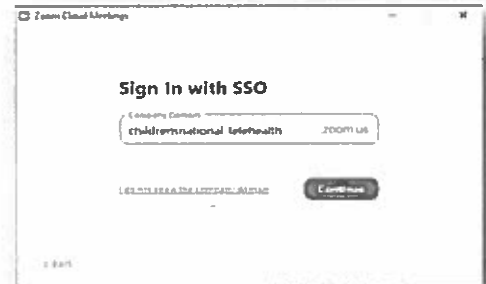 Zoom Cloud Meetings
Sign In with SSO
Company Domain
childrensnational telehealth .zoom.us
I do not know the company domain
Continue
< Back